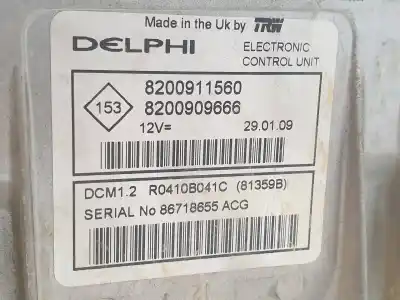 Made in the Uk by TRW
DELPHI ELECTRONIC
CONTROL UNIT
8200911560
153
8200909666
12V= 29.01.09
DCM1.2 R0410B041C (81359B)
SERIAL No 86718655 ACG